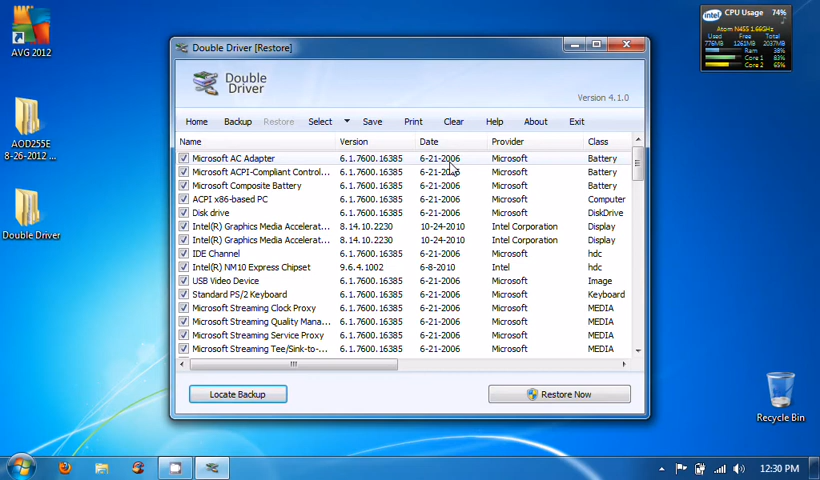 AVG 2012
AOD255E
8-26-2012 ...
Double Driver
Double Driver [Restore]
Double
Driver
Version 4.1.0
Home Backup Restore Select Save Print Clear Help About Exit
Name Version Date Provider Class
Microsoft AC Adapter 6.1.7600.16385 6-21-2006 Microsoft Battery
Microsoft ACPI-Compliant Control... 6.1.7600.16385 6-21-2006 Microsoft Battery
Microsoft Composite Battery 6.1.7600.16385 6-21-2006 Microsoft Battery
ACPI x86-based PC 6.1.7600.16385 6-21-2006 Microsoft Computer
Disk drive 6.1.7600.16385 6-21-2006 Microsoft DiskDrive
Intel(R) Graphics Media Accelerat... 8.14.10.2230 10-24-2010 Intel Corporation Display
Intel(R) Graphics Media Accelerat... 8.14.10.2230 10-24-2010 Intel Corporation Display
IDE Channel 6.1.7600.16385 6-21-2006 Microsoft hdc
Intel(R) NM10 Express Chipset 9.6.4.1002 6-8-2010 Intel hdc
USB Video Device 6.1.7600.16385 6-21-2006 Microsoft Image
Standard PS/2 Keyboard 6.1.7600.16385 6-21-2006 Microsoft Keyboard
Microsoft Streaming Clock Proxy 6.1.7600.16385 6-21-2006 Microsoft MEDIA
Microsoft Streaming Quality Mana... 6.1.7600.16385 6-21-2006 Microsoft MEDIA
Microsoft Streaming Service Proxy 6.1.7600.16385 6-21-2006 Microsoft MEDIA
Microsoft Streaming Tee/Sink-to-... 6.1.7600.16385 6-21-2006 Microsoft MEDIA
Locate Backup Restore Now
intel CPU Usage 74%
Atom N455 1.66GHz
Used Free Total
776MB 1261MB 2037MB
Ram 38%
Core 1 83%
Core 2 65%
Recycle Bin
12:30 PM